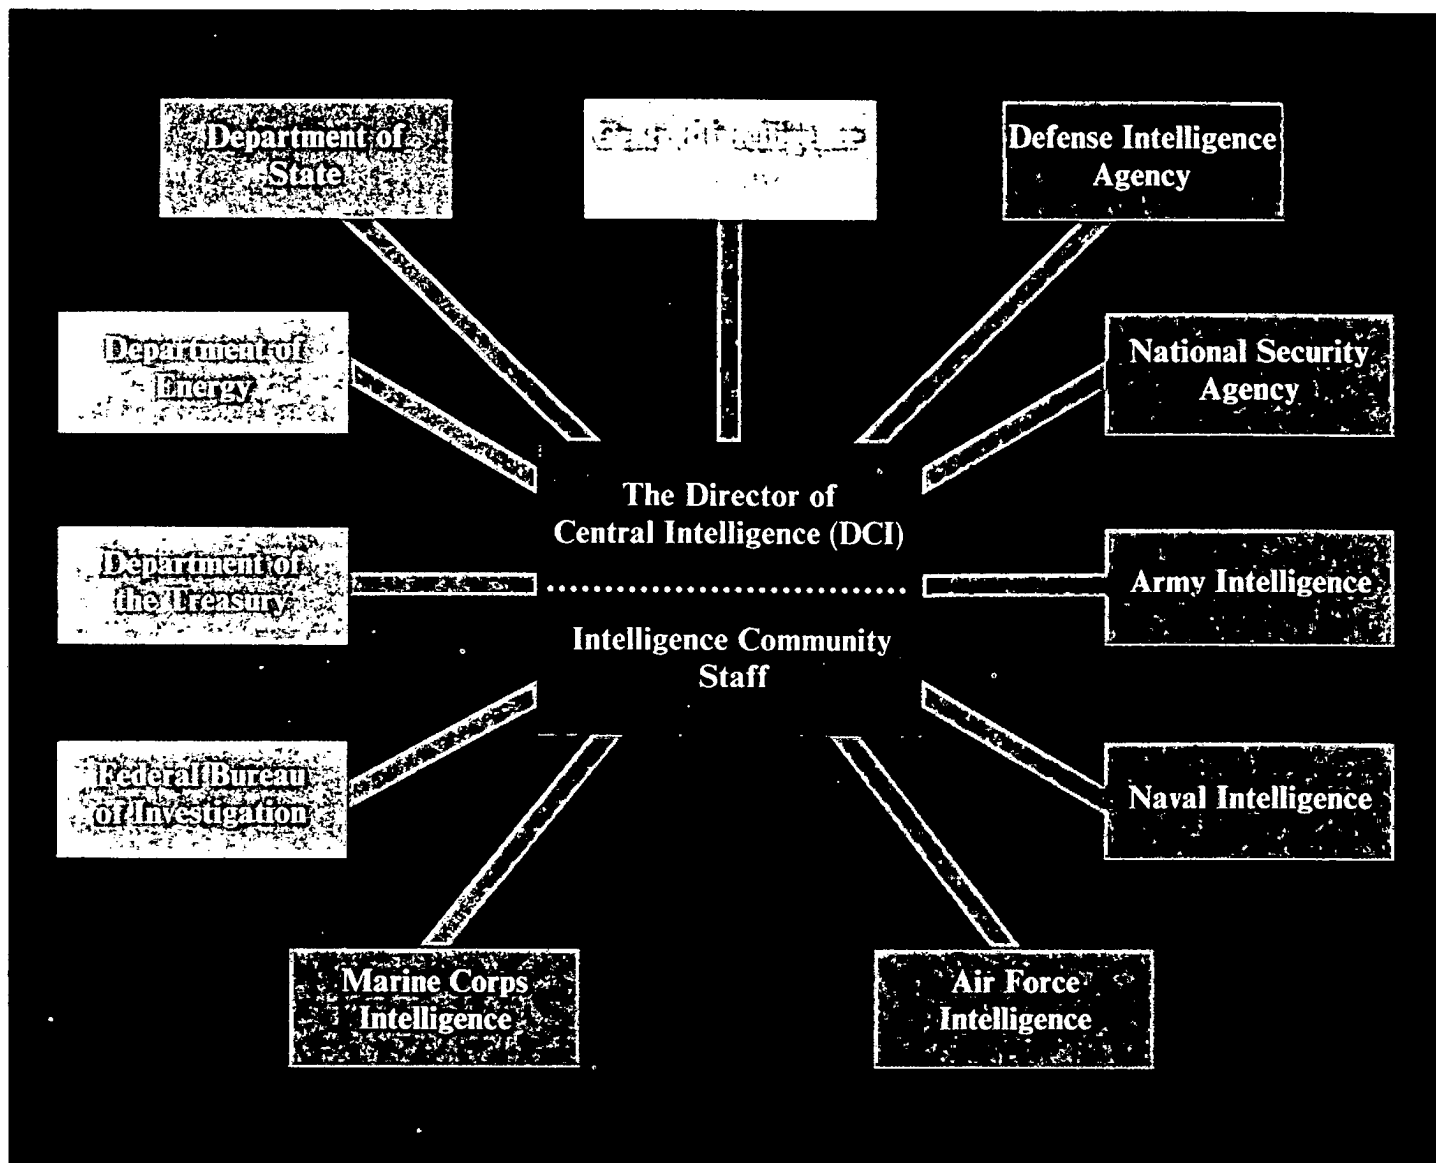 Department of
State
Central Intelligence
Defense Intelligence
Agency
Department of
Energy
National Security
Agency
The Director of
Central Intelligence (DCI)
Department of
the Treasury
Army Intelligence
Intelligence Community
Staff
Federal Bureau
of Investigation
Naval Intelligence
Marine Corps
Intelligence
Air Force
Intelligence